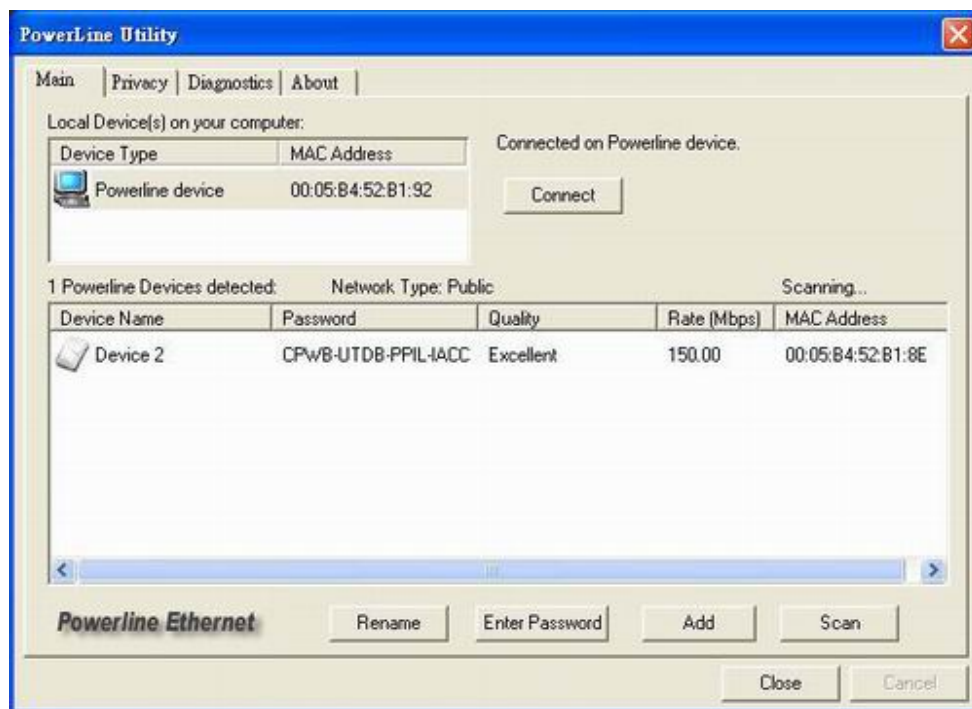 PowerLine Utility
Main Privacy Diagnostics About
Local Device(s) on your computer:
Device Type MAC Address
Powerline device 00:05:B4:52:B1:92
Connected on Powerline device.
Connect
1 Powerline Devices detected: Network Type: Public Scanning...
Device Name Password Quality Rate (Mbps) MAC Address
Device 2 CPWB-UTDB-PPIL-IACC Excellent 150.00 00:05:B4:52:B1:8E
Powerline Ethernet Rename Enter Password Add Scan
Close Cancel